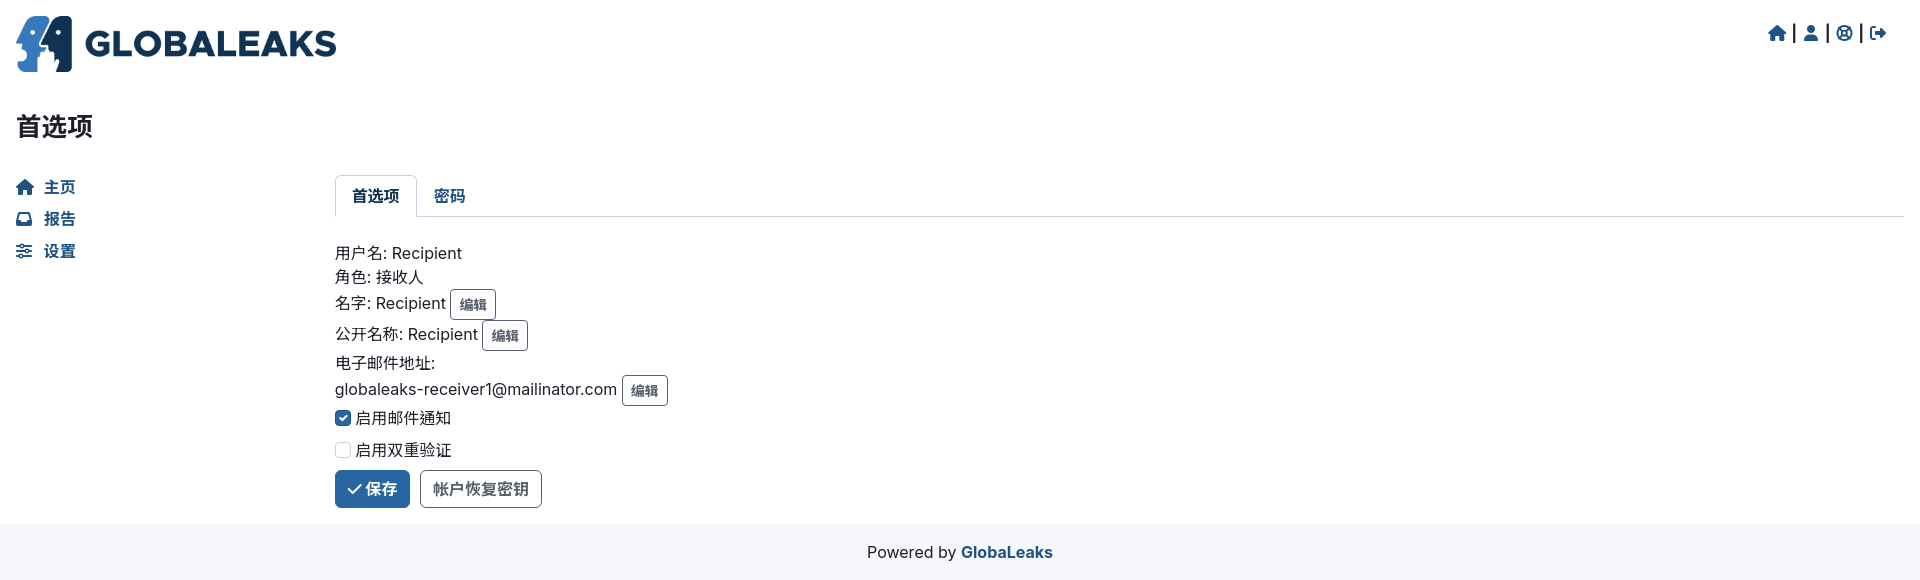 GLOBALEAKS
首选项
主页
报告
设置
首选项 密码
用户名: Recipient
角色: 接收人
名字: Recipient 编辑
公开名称: Recipient 编辑
电子邮件地址:
globaleaks-receiver1@mailinator.com 编辑
启用邮件通知
启用双重验证
保存 帐户恢复密钥
Powered by GlobaLeaks